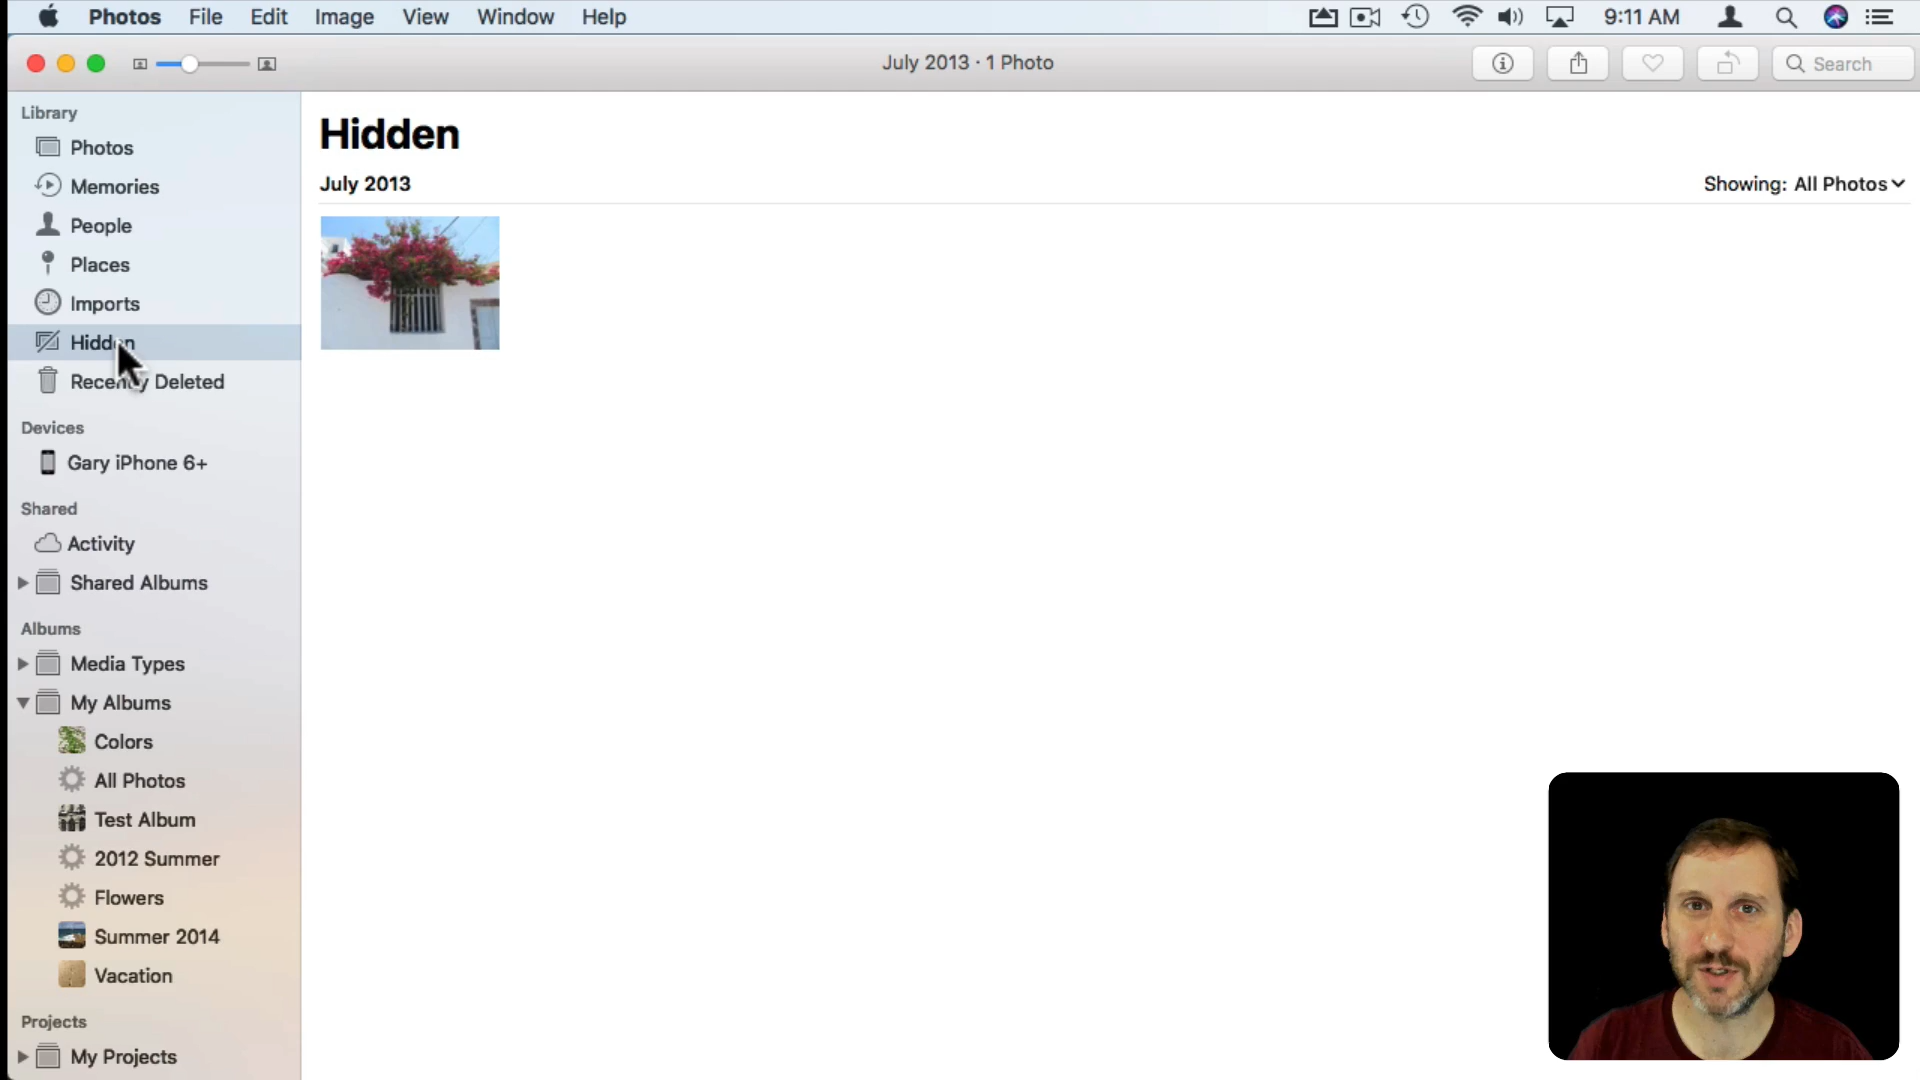 Photos File Edit Image View Window Help 9:11 AM
July 2013 · 1 Photo
Search
Library
Photos
Memories
People
Places
Imports
Hidden
Recently Deleted
Devices
Gary iPhone 6+
Shared
Activity
Shared Albums
Albums
Media Types
My Albums
Colors
All Photos
Test Album
2012 Summer
Flowers
Summer 2014
Vacation
Projects
My Projects
Hidden
July 2013
Showing: All Photos